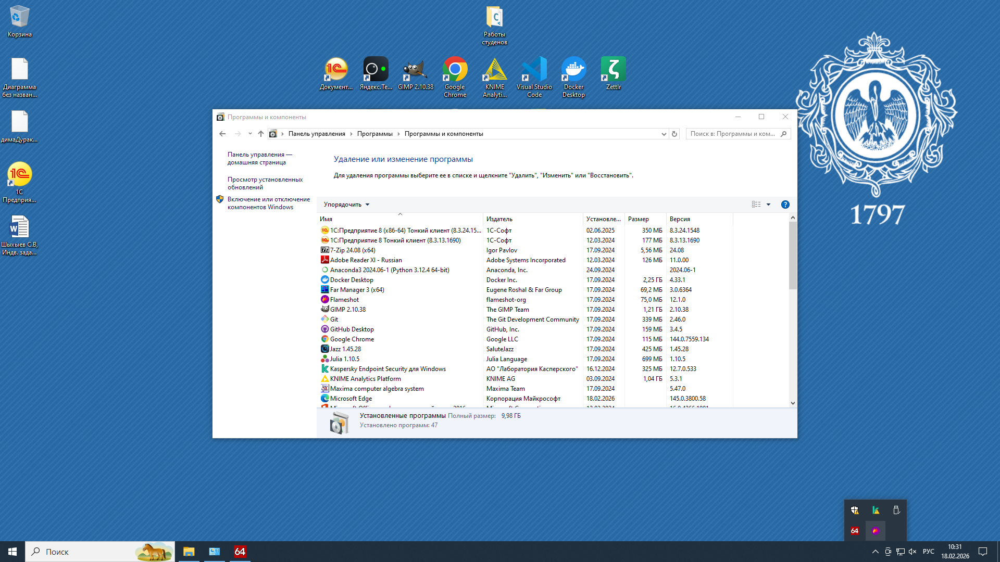 Корзина
Работы
студенов
Диаграмма
без назван...
Документ...
Яндекс.Те...
GIMP 2.10.38
Google
Chrome
KNIME
Analyti...
Visual Studio
Code
Docker
Desktop
Zettlr
димаДурак...
1С
Предприя...
Шыхыев С.В,
Индв. зада...
1797
Программы и компоненты
Панель управления
Программы
Программы и компоненты
Поиск в: Программы и ком...
Панель управления —
домашняя страница
Просмотр установленных
обновлений
Включение или отключение
компонентов Windows
Удаление или изменение программы
Для удаления программы выберите ее в списке и щелкните "Удалить", "Изменить" или "Восстановить".
Упорядочить
Имя Издатель Установле... Размер Версия
1С:Предприятие 8 (x86-64) Тонкий клиент (8.3.24.15... 1С-Софт 02.06.2025 350 МБ 8.3.24.1548
1С:Предприятие 8 Тонкий клиент (8.3.13.1690) 1С-Софт 12.03.2024 177 МБ 8.3.13.1690
7-Zip 24.08 (x64) Igor Pavlov 17.09.2024 5,56 МБ 24.08
Adobe Reader XI - Russian Adobe Systems Incorporated 12.03.2024 126 МБ 11.0.00
Anaconda3 2024.06-1 (Python 3.12.4 64-bit) Anaconda, Inc. 24.09.2024 2024.06-1
Docker Desktop Docker Inc. 17.09.2024 2,25 ГБ 4.33.1
Far Manager 3 (x64) Eugene Roshal & Far Group 17.09.2024 69,2 МБ 3.0.6364
Flameshot flameshot-org 17.09.2024 75,0 МБ 12.1.0
GIMP 2.10.38 The GIMP Team 17.09.2024 1,21 ГБ 2.10.38
Git The Git Development Community 17.09.2024 339 МБ 2.46.0
GitHub Desktop GitHub, Inc. 17.09.2024 159 МБ 3.4.5
Google Chrome Google LLC 17.09.2024 115 МБ 144.0.7559.134
Jazz 1.45.28 SaluteJazz 17.09.2024 425 МБ 1.45.28
Julia 1.10.5 Julia Language 17.09.2024 699 МБ 1.10.5
Kaspersky Endpoint Security для Windows АО "Лаборатория Касперского" 16.12.2024 325 МБ 12.7.0.533
KNIME Analytics Platform KNIME AG 03.09.2024 1,04 ГБ 5.3.1
Maxima computer algebra system Maxima Team 17.09.2024 5.47.0
Microsoft Edge Корпорация Майкрософт 18.02.2026 145.0.3800.58
Установленные программы Полный размер: 9,98 ГБ
Установлено программ: 47
64
Поиск
64
РУС
10:31
18.02.2026